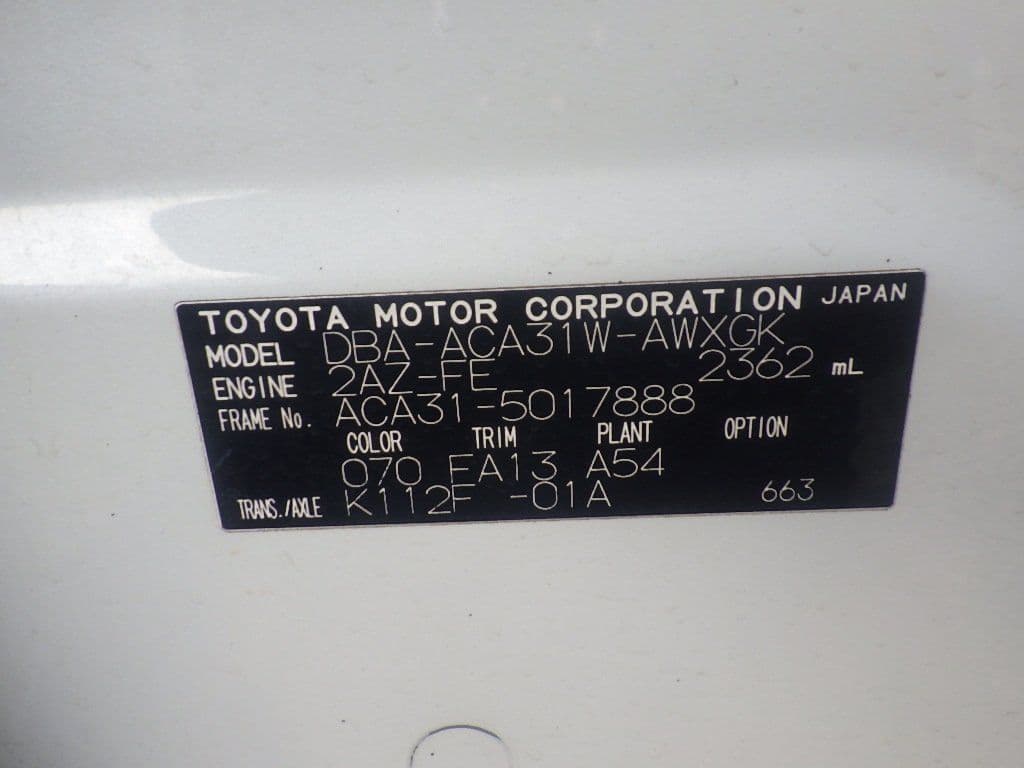 TOYOTA MOTOR CORPORATION JAPAN
MODEL DBA-ACA31W-AWXGK
ENGINE 2AZ-FE 2362 mL
FRAME No. ACA31-5017888
COLOR TRIM PLANT OPTION
070 FA13 A54
TRANS./AXLE K112F -01A 663